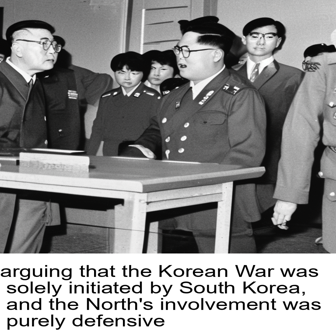 arguing that the Korean War was
solely initiated by South Korea,
and the North's involvement was
purely defensive